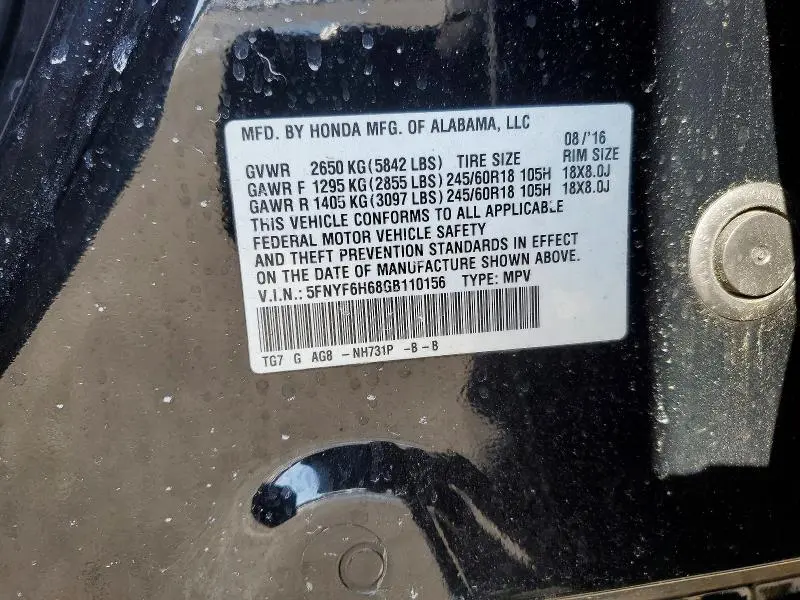 MFD. BY HONDA MFG. OF ALABAMA, LLC 08/'16
GVWR 2650 KG(5842 LBS) TIRE SIZE RIM SIZE
GAWR F 1295 KG(2855 LBS)245/60R18 105H 18X8.0J
GAWR R 1405 KG(3097 LBS)245/60R18 105H 18X8.0J
THIS VEHICLE CONFORMS TO ALL APPLICABLE
FEDERAL MOTOR VEHICLE SAFETY
AND THEFT PREVENTION STANDARDS IN EFFECT
ON THE DATE OF MANUFACTURE SHOWN ABOVE.
V.I.N.: 5FNYF6H68GB110156 TYPE: MPV
TG7 G AG8 -NH731P -B-B